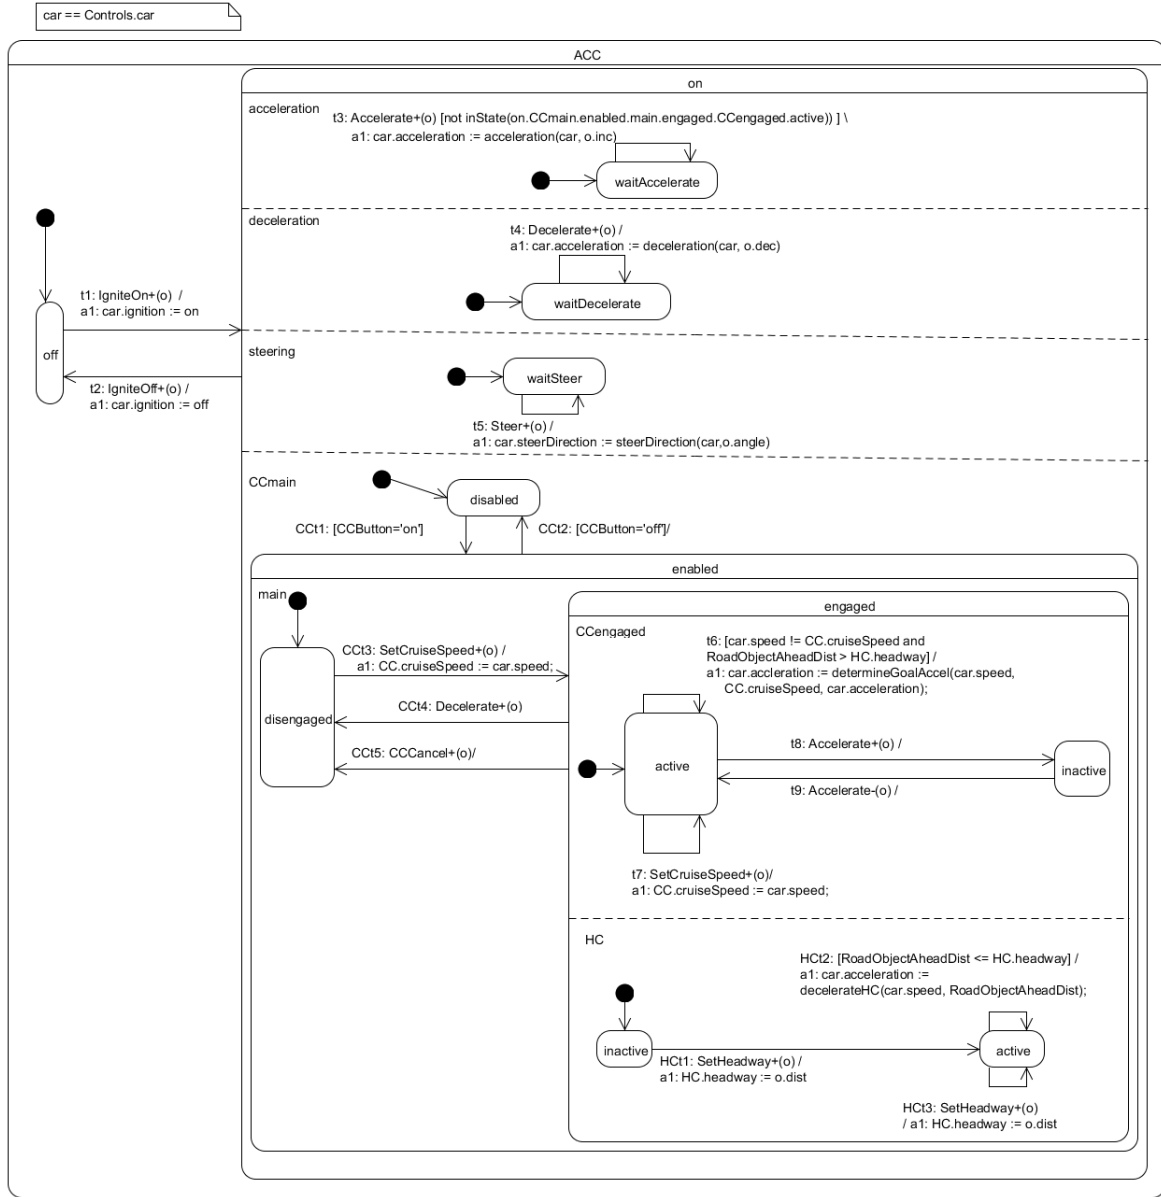 car == Controls.car
ACC
on
acceleration
t3: Accelerate+(o) [not inState(on.CCmain.enabled.main.engaged.CCengaged.active)) ] \
a1: car.acceleration := acceleration(car, o.inc)
waitAccelerate
deceleration
t4: Decelerate+(o) /
a1: car.acceleration := deceleration(car, o.dec)
waitDecelerate
t1: IgniteOn+(o) /
a1: car.ignition := on
off
t2: IgniteOff+(o) /
a1: car.ignition := off
steering
waitSteer
t5: Steer+(o) /
a1: car.steerDirection := steerDirection(car,o.angle)
CCmain
disabled
CCt1: [CCButton='on']
CCt2: [CCButton='off']/
enabled
main
engaged
CCengaged
CCt3: SetCruiseSpeed+(o) /
a1: CC.cruiseSpeed := car.speed;
disengaged
CCt4: Decelerate+(o)
CCt5: CCCancel+(o)/
t6: [car.speed != CC.cruiseSpeed and
RoadObjectAheadDist > HC.headway] /
a1: car.accleration := determineGoalAccel(car.speed,
CC.cruiseSpeed, car.acceleration);
active
t8: Accelerate+(o) /
t9: Accelerate-(o) /
inactive
t7: SetCruiseSpeed+(o)/
a1: CC.cruiseSpeed := car.speed;
HC
HCt2: [RoadObjectAheadDist <= HC.headway] /
a1: car.acceleration :=
decelerateHC(car.speed, RoadObjectAheadDist);
inactive
HCt1: SetHeadway+(o) /
a1: HC.headway := o.dist
active
HCt3: SetHeadway+(o)
/ a1: HC.headway := o.dist